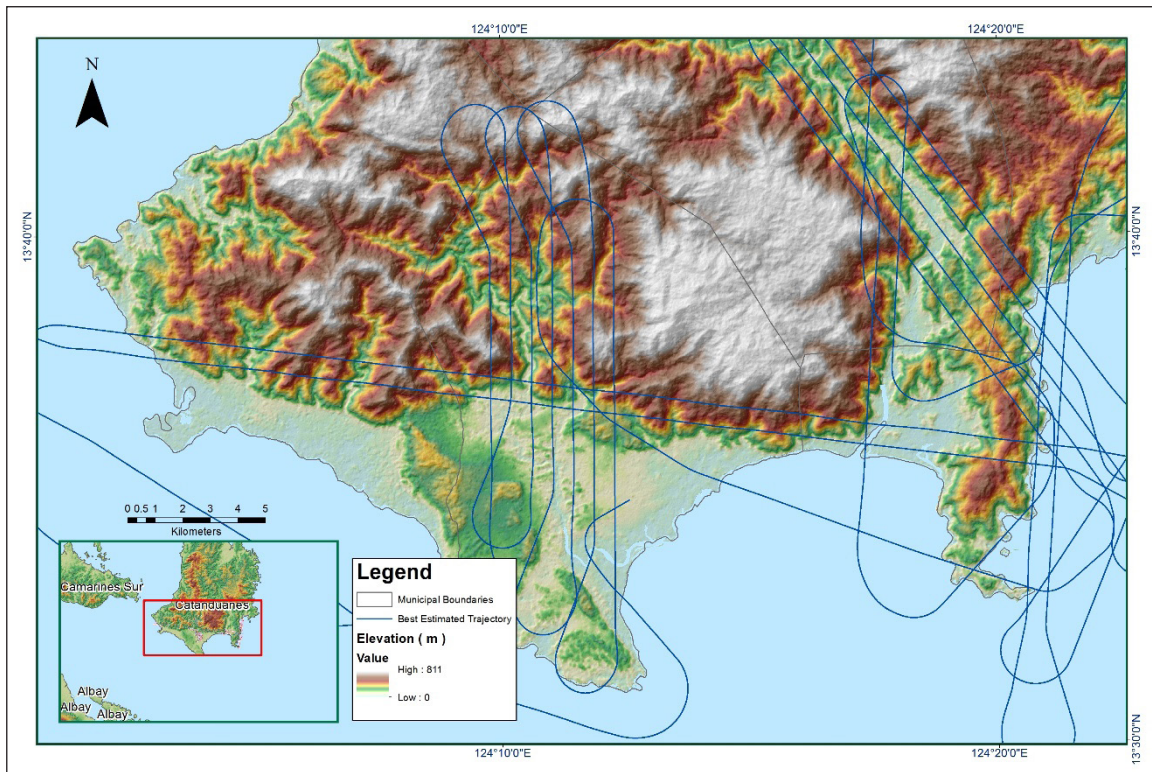 124°10'0"E
124°20'0"E
N
13°40'0"N
13°40'0"N
0 0.5 1 2 3 4 5
Kilometers
Camarines Sur
Catanduanes
Albay
Albay
Albay
Legend
Municipal Boundaries
Best Estimated Trajectory
Elevation ( m )
Value
High : 811
Low : 0
124°10'0"E
124°20'0"E
13°30'0"N